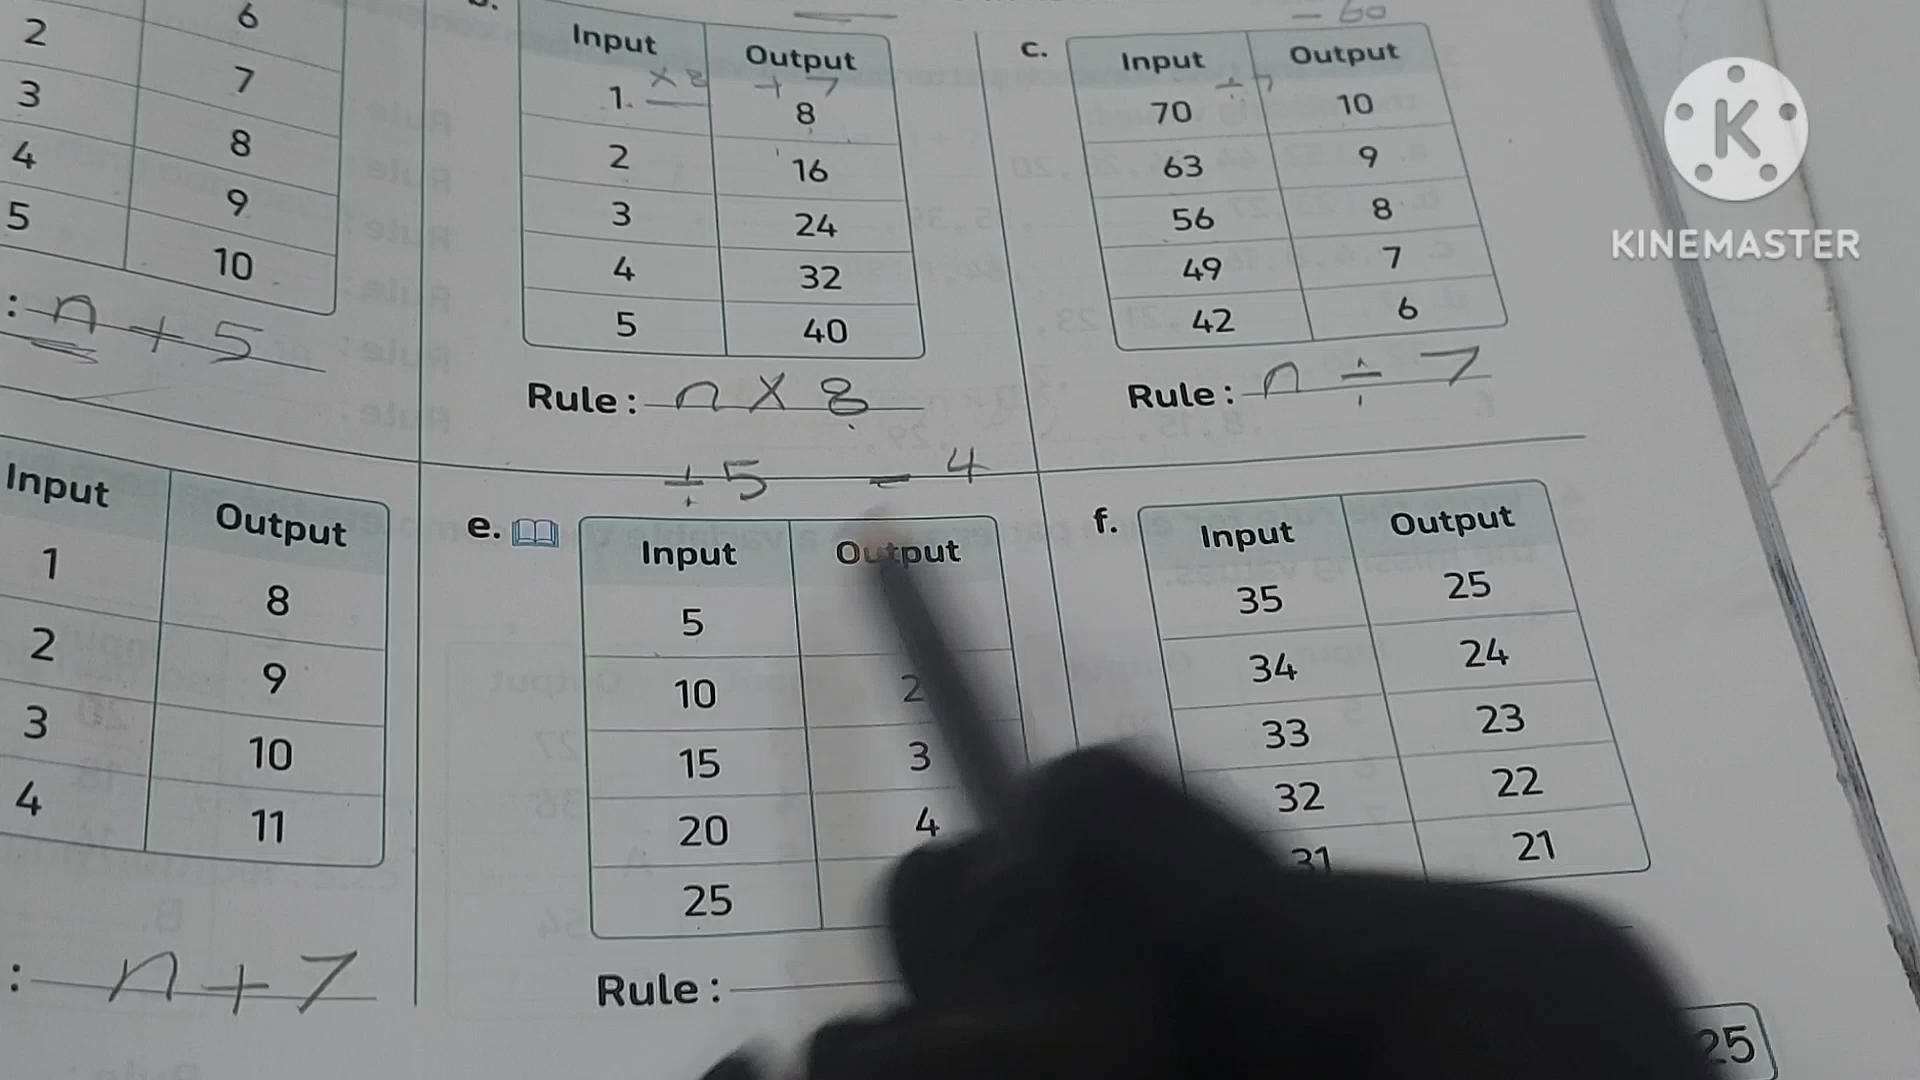 2 6
3 7
4 8
5 9
10
: n + 5
Input Output
1 × 8 + 7 8
2 16
3 24
4 32
5 40
Rule : n × 8
c.
- 60
Input Output
70 ÷ 7 10
63 9
56 8
49 7
42 6
Rule : n ÷ 7
Input Output
1 8
2 9
3 10
4 11
: n + 7
÷ 5 - 4
e.
Input Output
5
10 2
15 3
20 4
25
Rule :
f.
Input Output
35 25
34 24
33 23
32 22
31 21
25
K
KINEMASTER